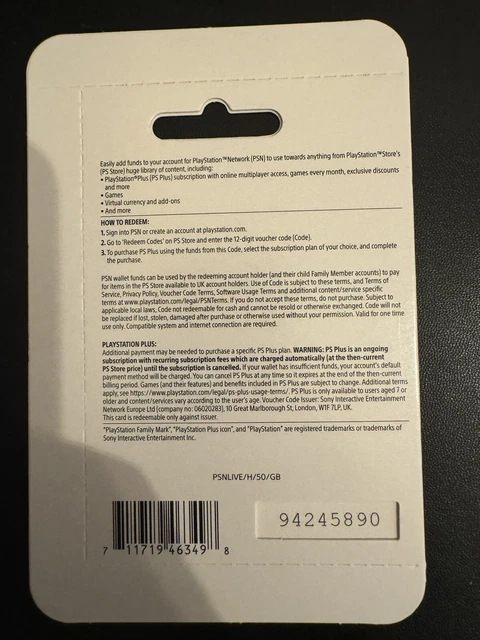 Easily add funds to your account for PlayStation™Network (PSN) to use towards anything from PlayStation™Store's
(PS Store) huge library of content, including:
• PlayStation®Plus (PS Plus) subscription with online multiplayer access, games every month, exclusive discounts
and more
• Games
• Virtual currency and add-ons
• And more
HOW TO REDEEM:
1. Sign into PSN or create an account at playstation.com.
2. Go to 'Redeem Codes' on PS Store and enter the 12-digit voucher code (Code).
3. To purchase PS Plus using the funds from this Code, select the subscription plan of your choice, and complete
the purchase.
PSN wallet funds can be used by the redeeming account holder (and their child Family Member accounts) to pay
for items in the PS Store available to UK account holders. Use of Code is subject to these terms, and Terms of
Service, Privacy Policy, Voucher Code Terms, Software Usage Terms and additional content/service specific
terms at www.playstation.com/legal/PSNTerms. If you do not accept these terms, do not purchase. Subject to
applicable local laws, Code not redeemable for cash and cannot be resold or otherwise exchanged. Code will not
be replaced if lost, stolen, damaged after purchase or otherwise used without your permission. Valid for one time
use only. Compatible system and internet connection are required.
PLAYSTATION PLUS:
Additional payment may be needed to purchase a specific PS Plus plan. WARNING: PS Plus is an ongoing
subscription with recurring subscription fees which are charged automatically (at the then-current
PS Store price) until the subscription is cancelled. If your wallet has insufficient funds, your account's default
payment method will be charged. You can cancel PS Plus at any time so it expires at the end of the then-current
billing period. Games (and their features) and benefits included in PS Plus are subject to change. Additional terms
apply, see https://www.playstation.com/legal/ps-plus-usage-terms/. PS Plus is only available to users aged 7 or
older and content/services vary according to the user's age. Voucher Code Issuer: Sony Interactive Entertainment
Network Europe Ltd (company no: 06020283), 10 Great Marlborough St, London, W1F 7LP, UK.
This card is redeemable only against issuer.
"PlayStation Family Mark", "PlayStation Plus icon", and "PlayStation" are registered trademarks or trademarks of
Sony Interactive Entertainment Inc.
PSNLIVE/H/50/GB
94245890
7 11719 46349 8